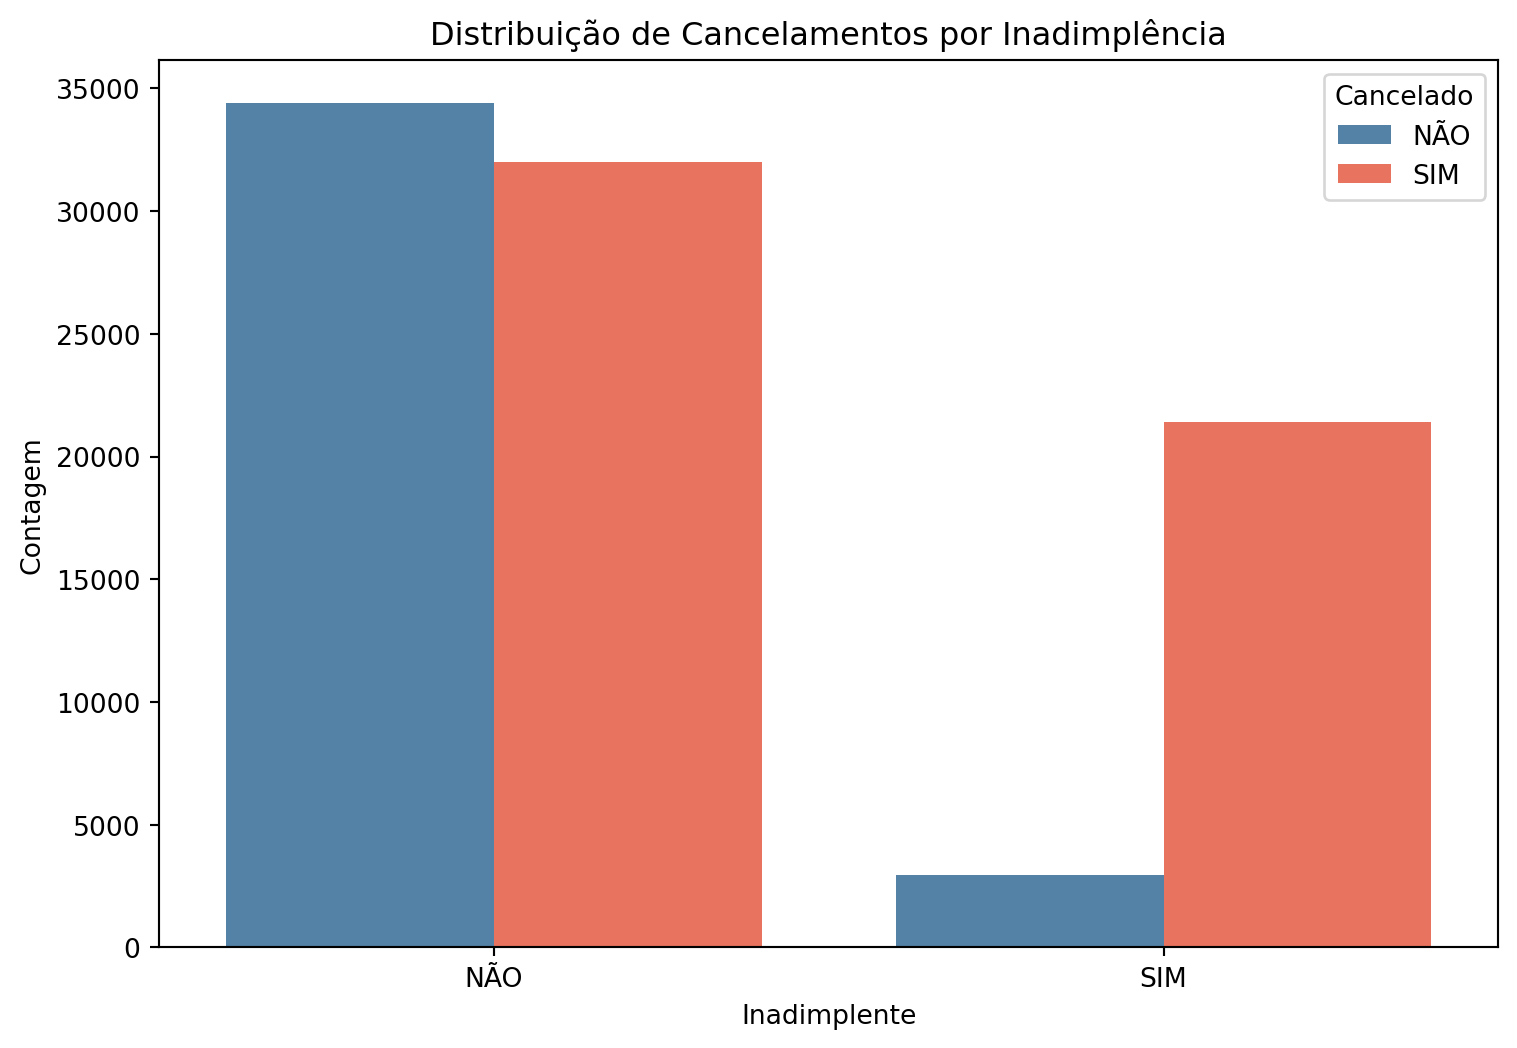 Distribuição de Cancelamentos por Inadimplência
Cancelado
NÃO
SIM
35000
30000
25000
20000
15000
10000
5000
0
Contagem
NÃO
SIM
Inadimplente